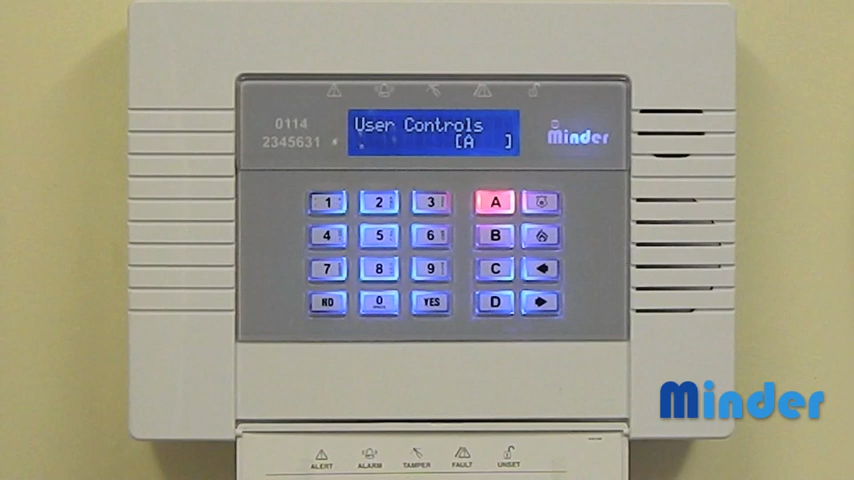 User Controls
[A ]
0114
2345631
Minder
1 2 3 A
4 5 6 B
7 8 9 C
NO 0 YES D
Minder
ALERT ALARM TAMPER FAULT UNSET